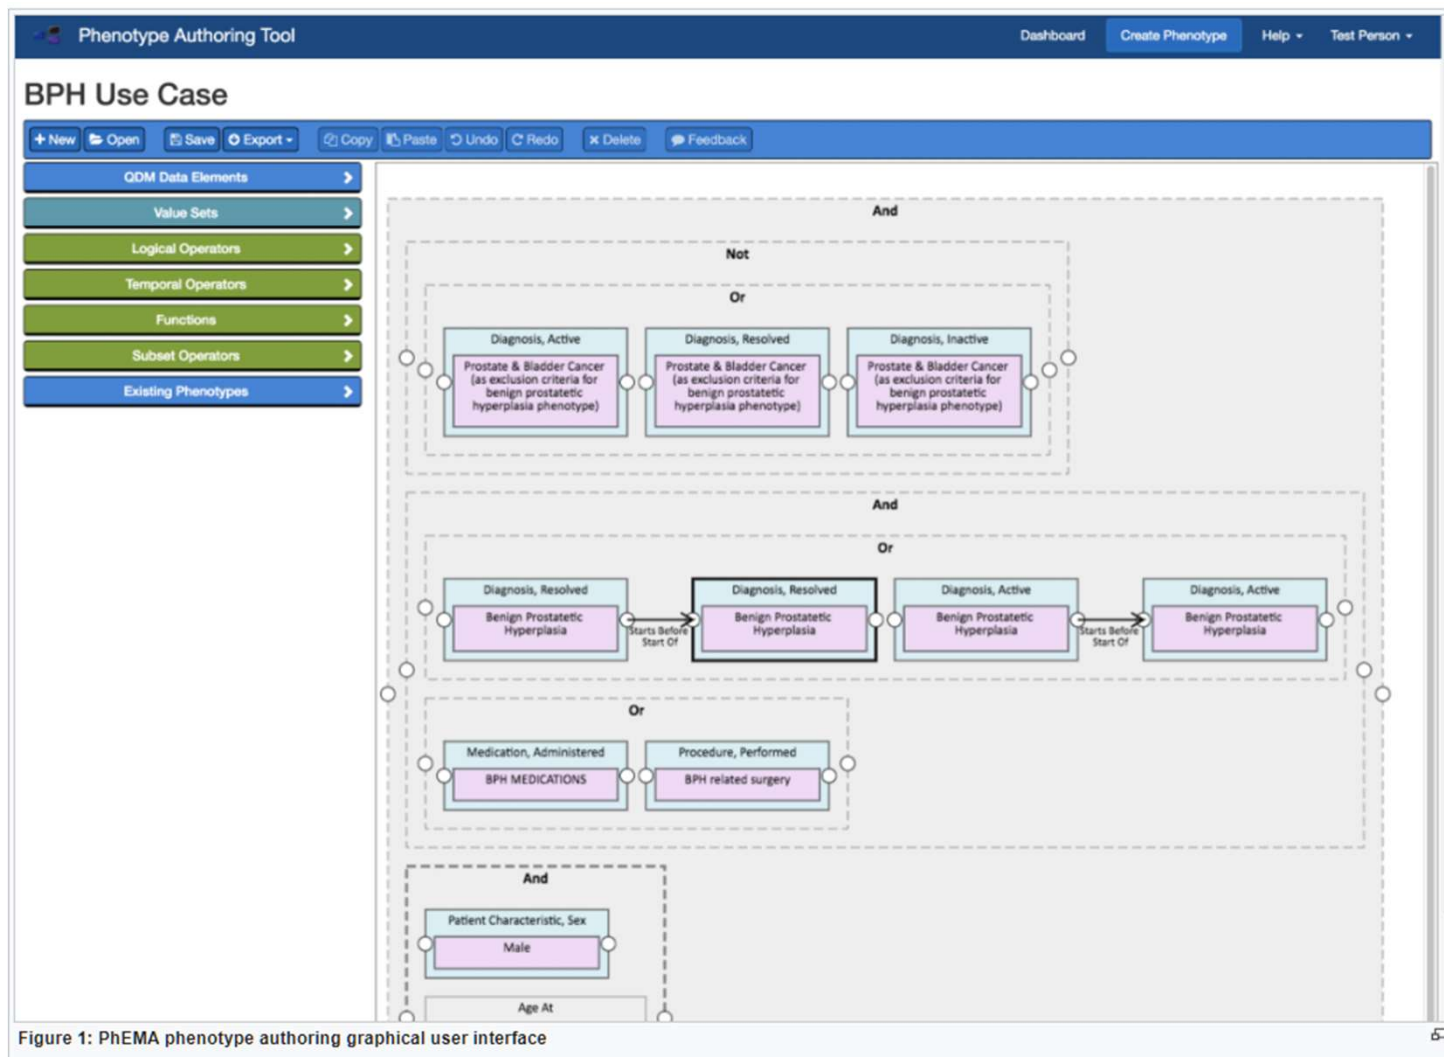 Phenotype Authoring Tool
Dashboard
Create Phenotype
Help
Test Person
BPH Use Case
New
Open
Save
Export
Copy
Paste
Undo
Redo
Delete
Feedback
QDM Data Elements
Value Sets
Logical Operators
Temporal Operators
Functions
Subset Operators
Existing Phenotypes
And
Not
Or
Diagnosis, Active
Prostate & Bladder Cancer
(as exclusion criteria for
benign prostatetic
hyperplasia phenotype)
Diagnosis, Resolved
Prostate & Bladder Cancer
(as exclusion criteria for
benign prostatetic
hyperplasia phenotype)
Diagnosis, Inactive
Prostate & Bladder Cancer
(as exclusion criteria for
benign prostatetic
hyperplasia phenotype)
And
Or
Diagnosis, Resolved
Benign Prostatetic
Hyperplasia
Starts Before
Start Of
Diagnosis, Resolved
Benign Prostatetic
Hyperplasia
Diagnosis, Active
Benign Prostatetic
Hyperplasia
Starts Before
Start Of
Diagnosis, Active
Benign Prostatetic
Hyperplasia
Or
Medication, Administered
BPH MEDICATIONS
Procedure, Performed
BPH related surgery
And
Patient Characteristic, Sex
Male
Age At
Figure 1: PhEMA phenotype authoring graphical user interface